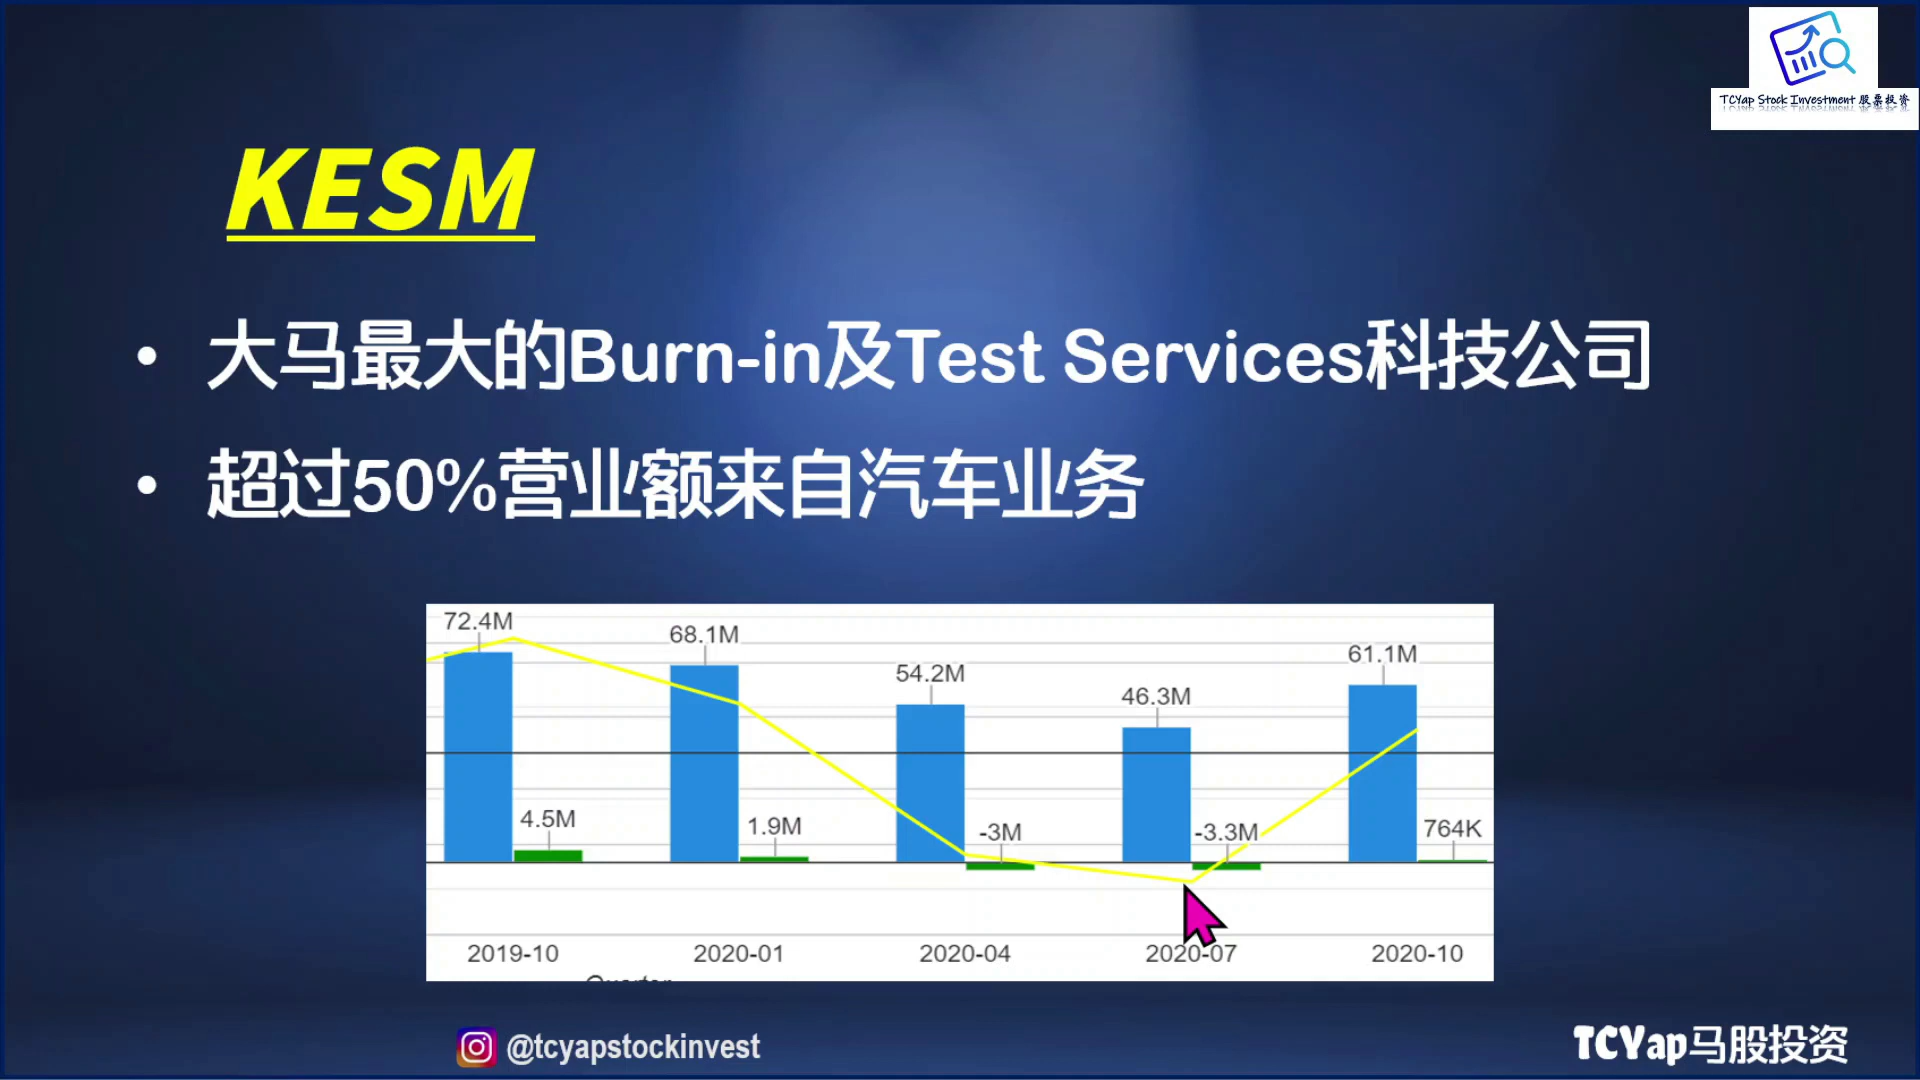 TCYap Stock Investment 股票投资
KESM
• 大马最大的Burn-in及Test Services科技公司
• 超过50%营业额来自汽车业务
72.4M
68.1M
54.2M
46.3M
61.1M
4.5M
1.9M
-3M
-3.3M
764K
2019-10
2020-01
2020-04
2020-07
2020-10
Quarter
@tcyapstockinvest
TCYap马股投资